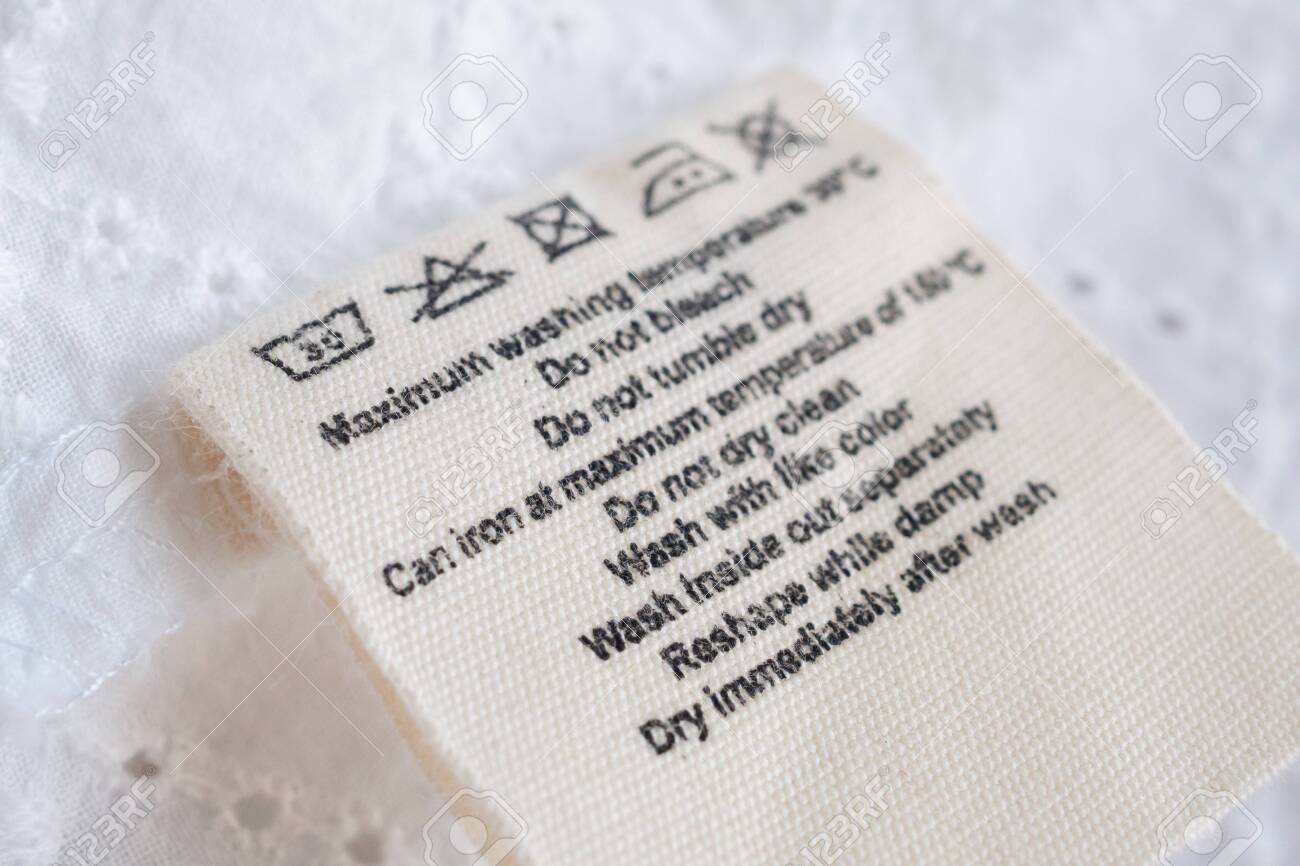 30
Maximum washing temperature 30°C
Do not bleach
Do not tumble dry
Can iron at maximum temperature of 150 °C
Do not dry clean
Wash with like color
Wash inside out separately
Reshape while damp
Dry immediately after wash
123RF
123RF
123RF
123RF
123RF
123RF
123RF
123RF